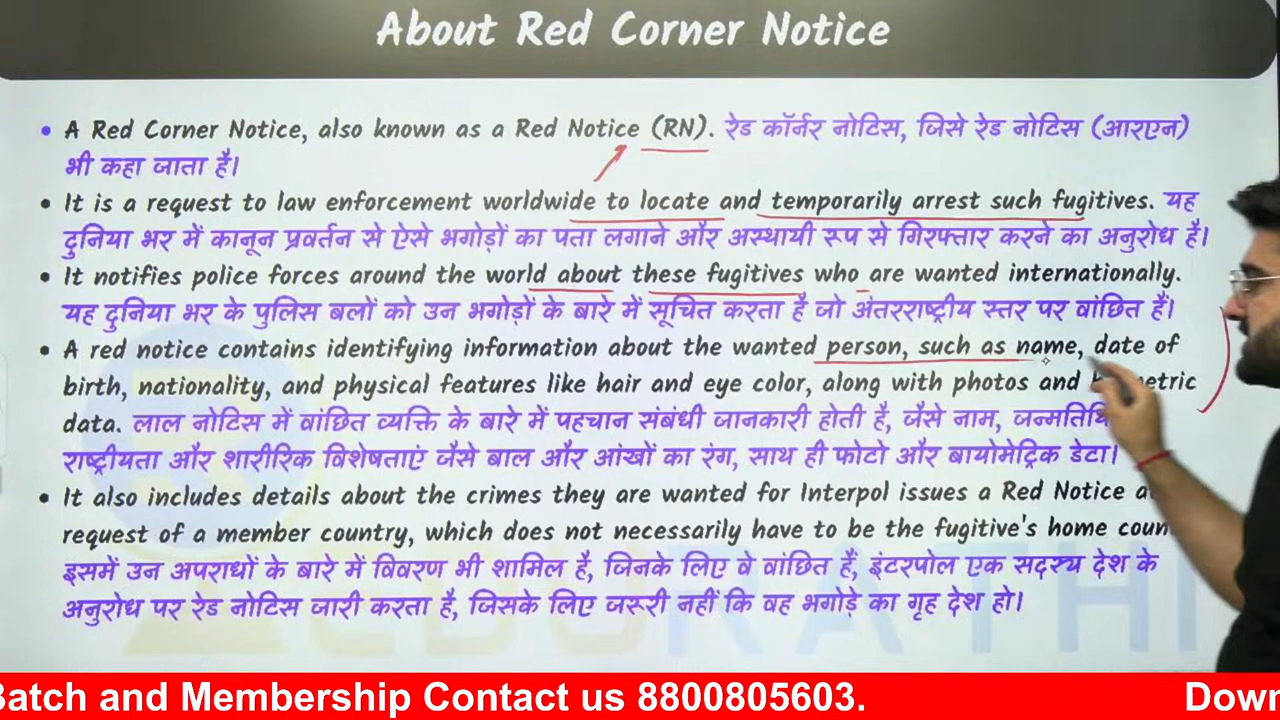 About Red Corner Notice
• A Red Corner Notice, also known as a Red Notice (RN). रेड कॉर्नर नोटिस, जिसे रेड नोटिस (आरएन)
भी कहा जाता है।
• It is a request to law enforcement worldwide to locate and temporarily arrest such fugitives. यह
दुनिया भर में कानून प्रवर्तन से ऐसे भगोड़ों का पता लगाने और अस्थायी रूप से गिरफ्तार करने का अनुरोध है।
• It notifies police forces around the world about these fugitives who are wanted internationally.
यह दुनिया भर के पुलिस बलों को उन भगोड़ों के बारे में सूचित करता है जो अंतरराष्ट्रीय स्तर पर वांछित हैं।
• A red notice contains identifying information about the wanted person, such as name, date of
birth, nationality, and physical features like hair and eye color, along with photos and
data. लाल नोटिस में वांछित व्यक्ति के बारे में पहचान संबंधी जानकारी होती है, जैसे नाम,
राष्ट्रीयता और शारीरिक विशेषताएं जैसे बाल और आंखों का रंग, साथ ही फोटो और बायोमेट्रिक डेटा।
• It also includes details about the crimes they are wanted for Interpol issues a Red Notice
request of a member country, which does not necessarily have to be the fugitive's home
इसमें उन अपराधों के बारे में विवरण भी शामिल है, जिनके लिए वे वांछित हैं, इंटरपोल एक सदस्य देश के
अनुरोध पर रेड नोटिस जारी करता है, जिसके लिए जरूरी नहीं कि वह भगोड़े का गृह देश हो।
EDURATHI
Batch and Membership Contact us 8800805603. Down